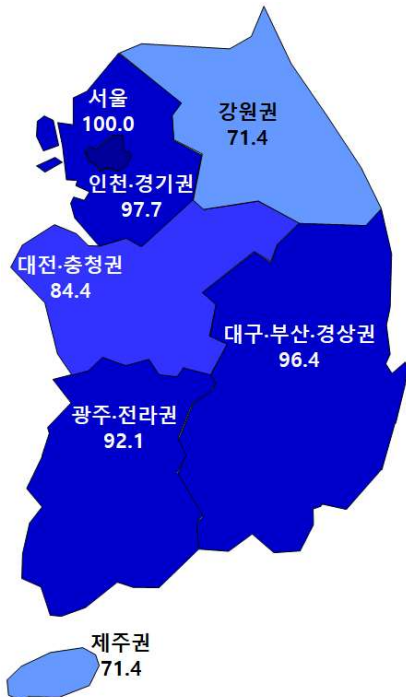 서울
100.0
강원권
71.4
인천·경기권
97.7
대전·충청권
84.4
대구·부산·경상권
96.4
광주·전라권
92.1
제주권
71.4